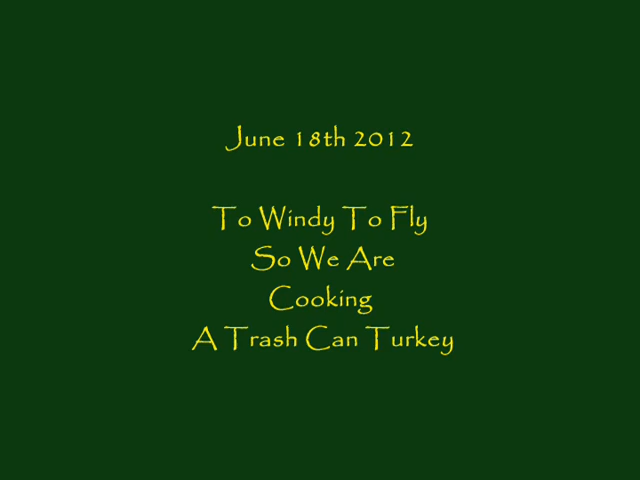 June 18th 2012
To Windy To Fly
So We Are
Cooking
A Trash Can Turkey